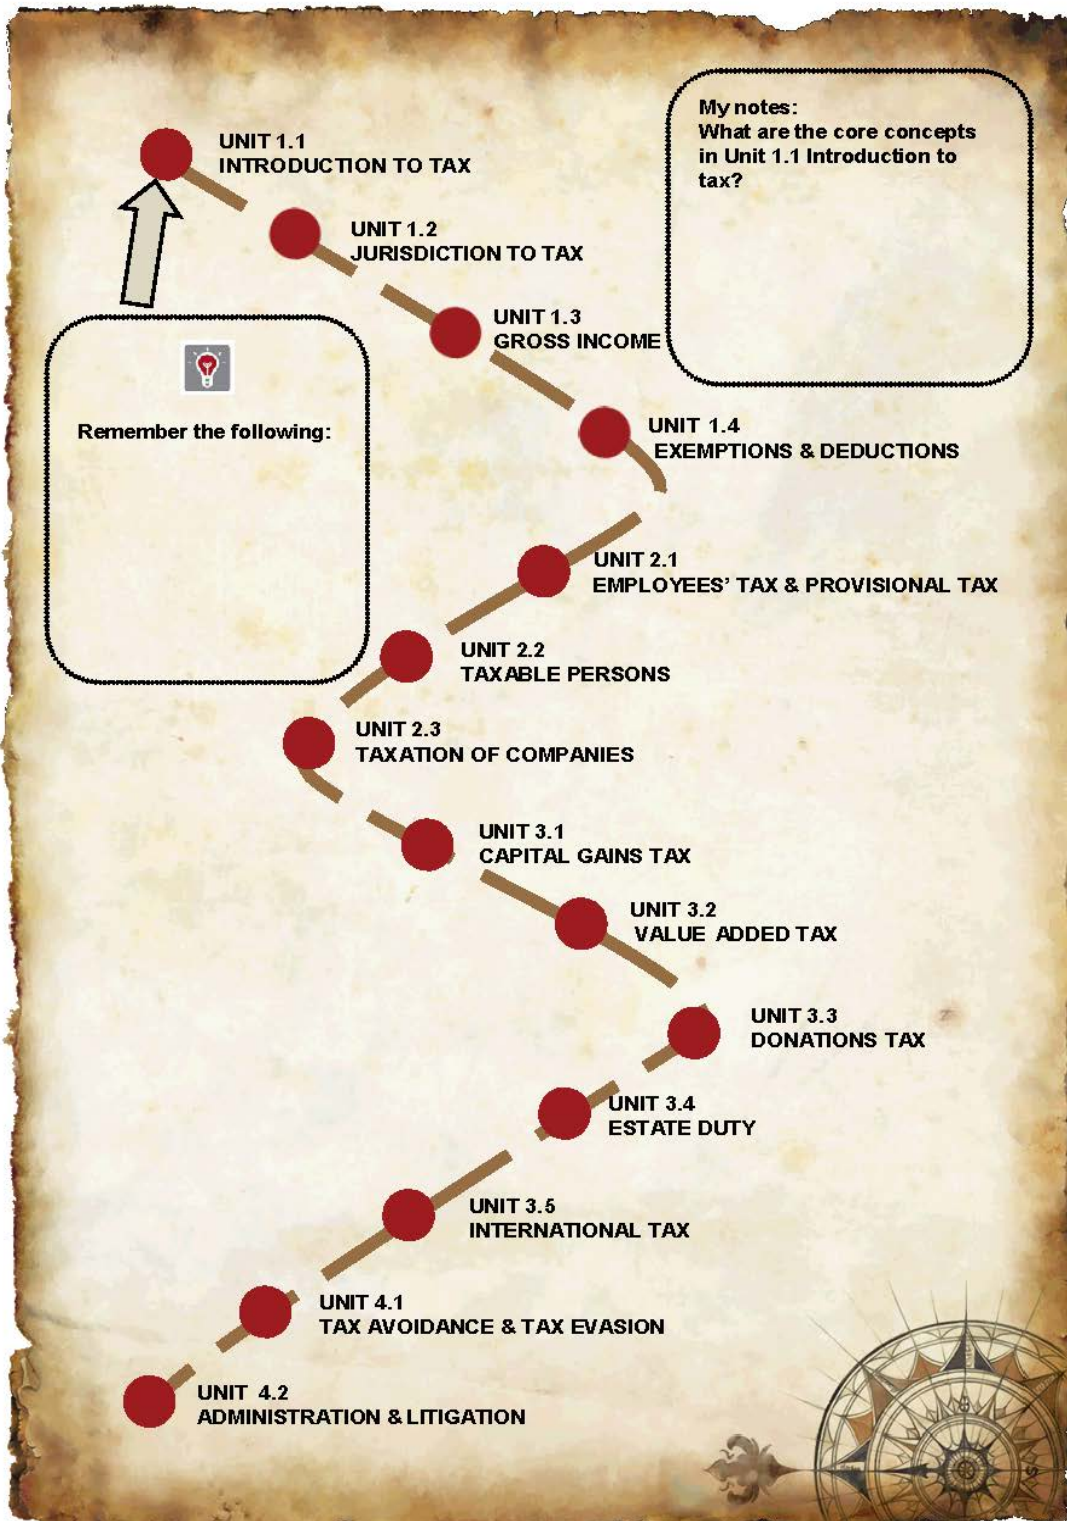 My notes:
What are the core concepts
in Unit 1.1 Introduction to
tax?
UNIT 1.1
INTRODUCTION TO TAX
UNIT 1.2
JURISDICTION TO TAX
UNIT 1.3
GROSS INCOME
Remember the following:
UNIT 1.4
EXEMPTIONS & DEDUCTIONS
UNIT 2.1
EMPLOYEES’ TAX & PROVISIONAL TAX
UNIT 2.2
TAXABLE PERSONS
UNIT 2.3
TAXATION OF COMPANIES
UNIT 3.1
CAPITAL GAINS TAX
UNIT 3.2
VALUE ADDED TAX
UNIT 3.3
DONATIONS TAX
UNIT 3.4
ESTATE DUTY
UNIT 3.5
INTERNATIONAL TAX
UNIT 4.1
TAX AVOIDANCE & TAX EVASION
UNIT 4.2
ADMINISTRATION & LITIGATION